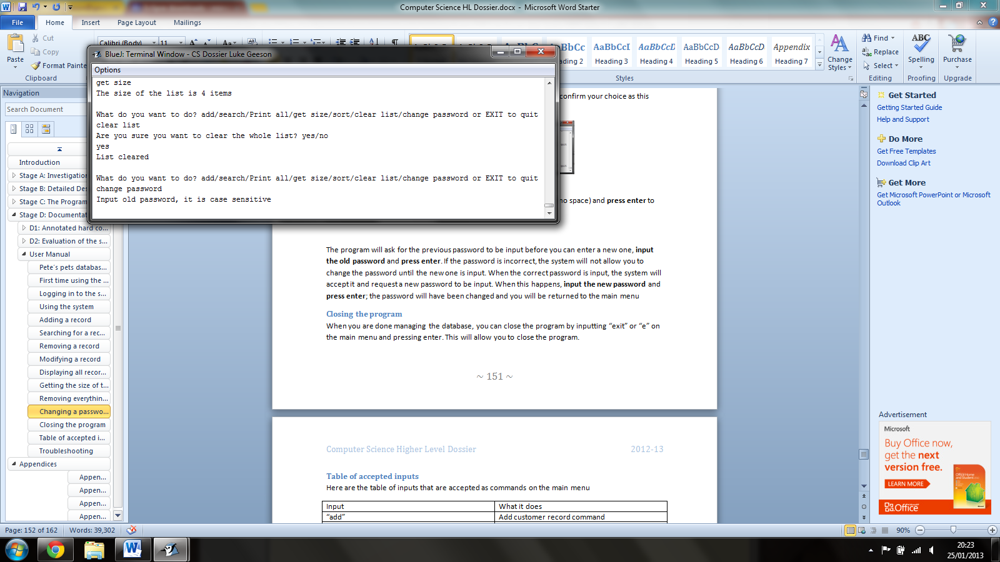 Computer Science HL Dossier.docx - Microsoft Word Starter
File
Home
Insert
Page Layout
Mailings
Paste
Cut
Copy
Format Painte
Clipboard
Calibri (Body)
11
Heading 2
AaBbCcI
Heading 3
AaBbCcD
Heading 4
AaBbCcD
Heading 5
AaBbCcD
Heading 6
Appendix
Heading 7
Change
Styles
Styles
Find
Replace
Select
Editing
ABC
Spelling
Proofing
Purchase
Upgrade
BlueJ: Terminal Window - CS Dossier Luke Geeson
Options
get size
The size of the list is 4 items
What do you want to do? add/search/Print all/get size/sort/clear list/change password or EXIT to quit
clear list
Are you sure you want to clear the whole list? yes/no
yes
List cleared
What do you want to do? add/search/Print all/get size/sort/clear list/change password or EXIT to quit
change password
Input old password, it is case sensitive
Navigation
Search Document
Introduction
Stage A: Investigation
Stage B: Detailed Des
Stage C: The Program
Stage D: Documentat
D1: Annotated hard co...
D2: Evaluation of the s...
User Manual
Pete's pets databas...
First time using the ...
Logging in to the s...
Using the system
Adding a record
Searching for a rec...
Removing a record
Modifying a record
Displaying all recor...
Getting the size of t...
Removing everythin...
Changing a passwo...
Closing the program
Table of accepted i...
Troubleshooting
Appendices
Appen...
Appen...
Appen...
Appen...
confirm your choice as this
no space) and press enter to
The program will ask for the previous password to be input before you can enter a new one, input
the old password and press enter. If the password is incorrect, the system will not allow you to
change the password until the new one is input. When the correct password is input, the system will
accept it and request a new password to be input. When this happens, input the new password and
press enter; the password will have been changed and you will be returned to the main menu
Closing the program
When you are done managing the database, you can close the program by inputting “exit” or “e” on
the main menu and pressing enter. This will allow you to close the program.
~ 151 ~
Computer Science Higher Level Dossier 2012-13
Table of accepted inputs
Here are the table of inputs that are accepted as commands on the main menu
Input What it does
“add” Add customer record command
Get Started
Getting Started Guide
Help and Support
Do More
Get Free Templates
Download Clip Art
Get More
Get Microsoft PowerPoint or Microsoft
Outlook
Advertisement
Microsoft
Buy Office now,
get the next
version free.
LEARN MORE
Office
Page: 152 of 162
Words: 39,302
90%
20:23
25/01/2013